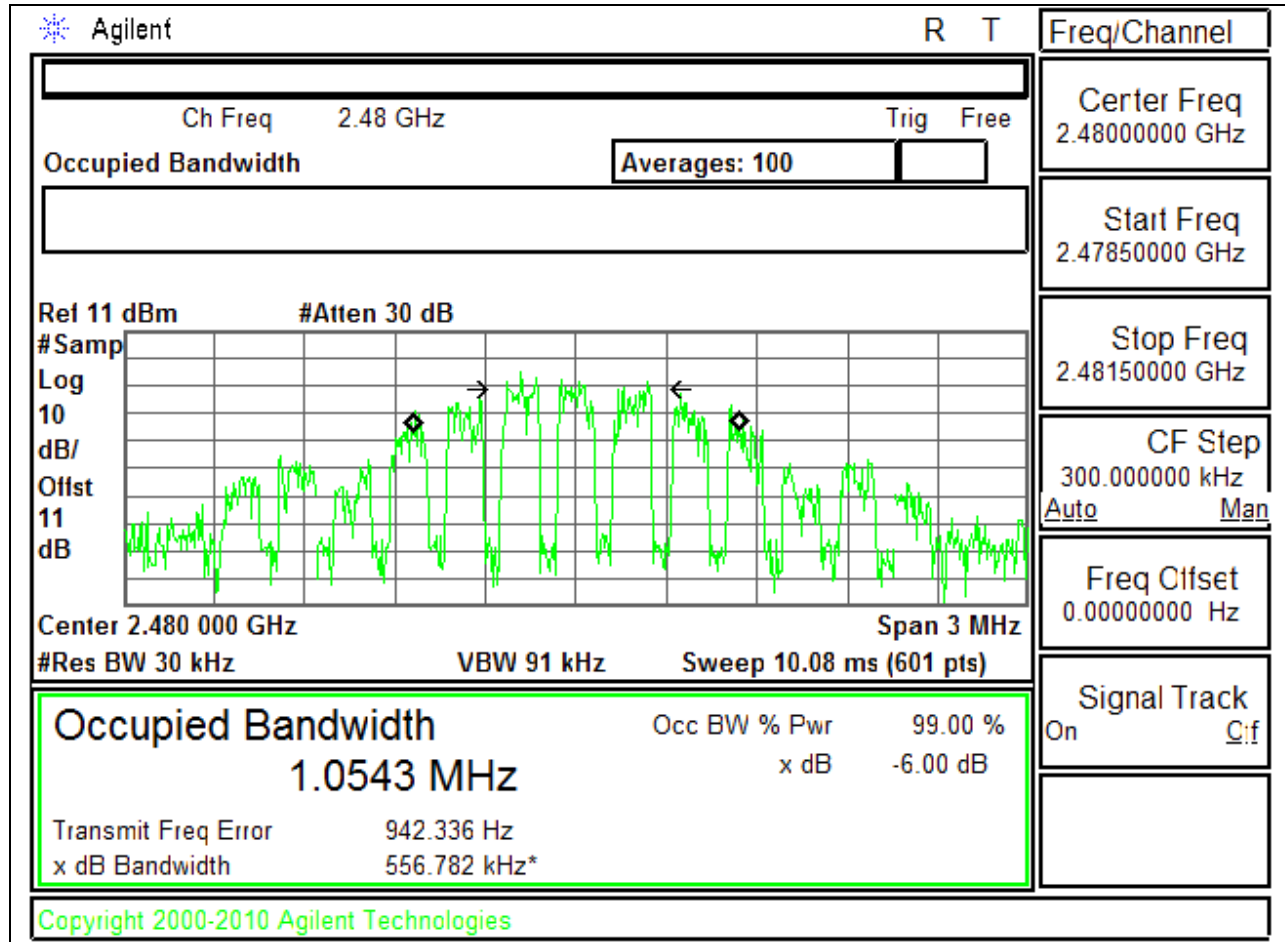 Agilent R T
Ch Freq 2.48 GHz Trig Free
Occupied Bandwidth Averages: 100
Ref 11 dBm #Atten 30 dB
#Samp
Log
10
dB/
Offst
11
dB
Center 2.480 000 GHz Span 3 MHz
#Res BW 30 kHz VBW 91 kHz Sweep 10.08 ms (601 pts)
Occupied Bandwidth Occ BW % Pwr 99.00 %
1.0543 MHz x dB -6.00 dB
Transmit Freq Error 942.336 Hz
x dB Bandwidth 556.782 kHz*
Copyright 2000-2010 Agilent Technologies
Freq/Channel
Center Freq
2.48000000 GHz
Start Freq
2.47850000 GHz
Stop Freq
2.48150000 GHz
CF Step
300.000000 kHz
Auto Man
Freq Offset
0.00000000 Hz
Signal Track
On Off